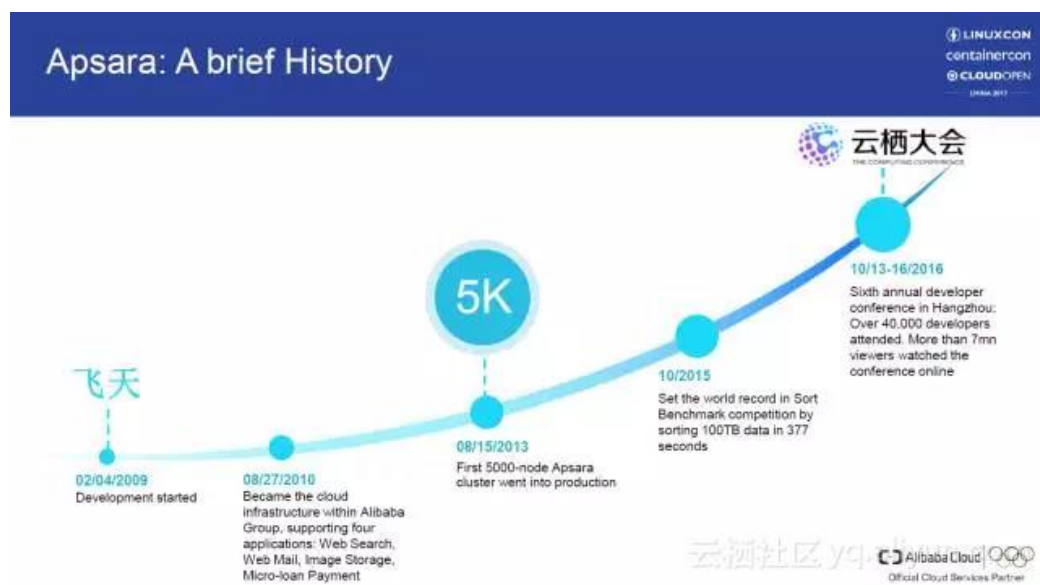 Apsara: A brief History
LINUXCON
containercon
CLOUDOPEN
CHINA 2017
云栖大会
THE COMPUTING CONFERENCE
5K
飞天
02/04/2009
Development started
08/27/2010
Became the cloud
infrastructure within Alibaba
Group, supporting four
applications: Web Search,
Web Mail, Image Storage,
Micro-loan Payment
08/15/2013
First 5000-node Apsara
cluster went into production
10/2015
Set the world record in Sort
Benchmark competition by
sorting 100TB data in 377
seconds
10/13-16/2016
Sixth annual developer
conference in Hangzhou:
Over 40,000 developers
attended. More than 7mn
viewers watched the
conference online
云栖社区
Alibaba Cloud
Official Cloud Services Partner